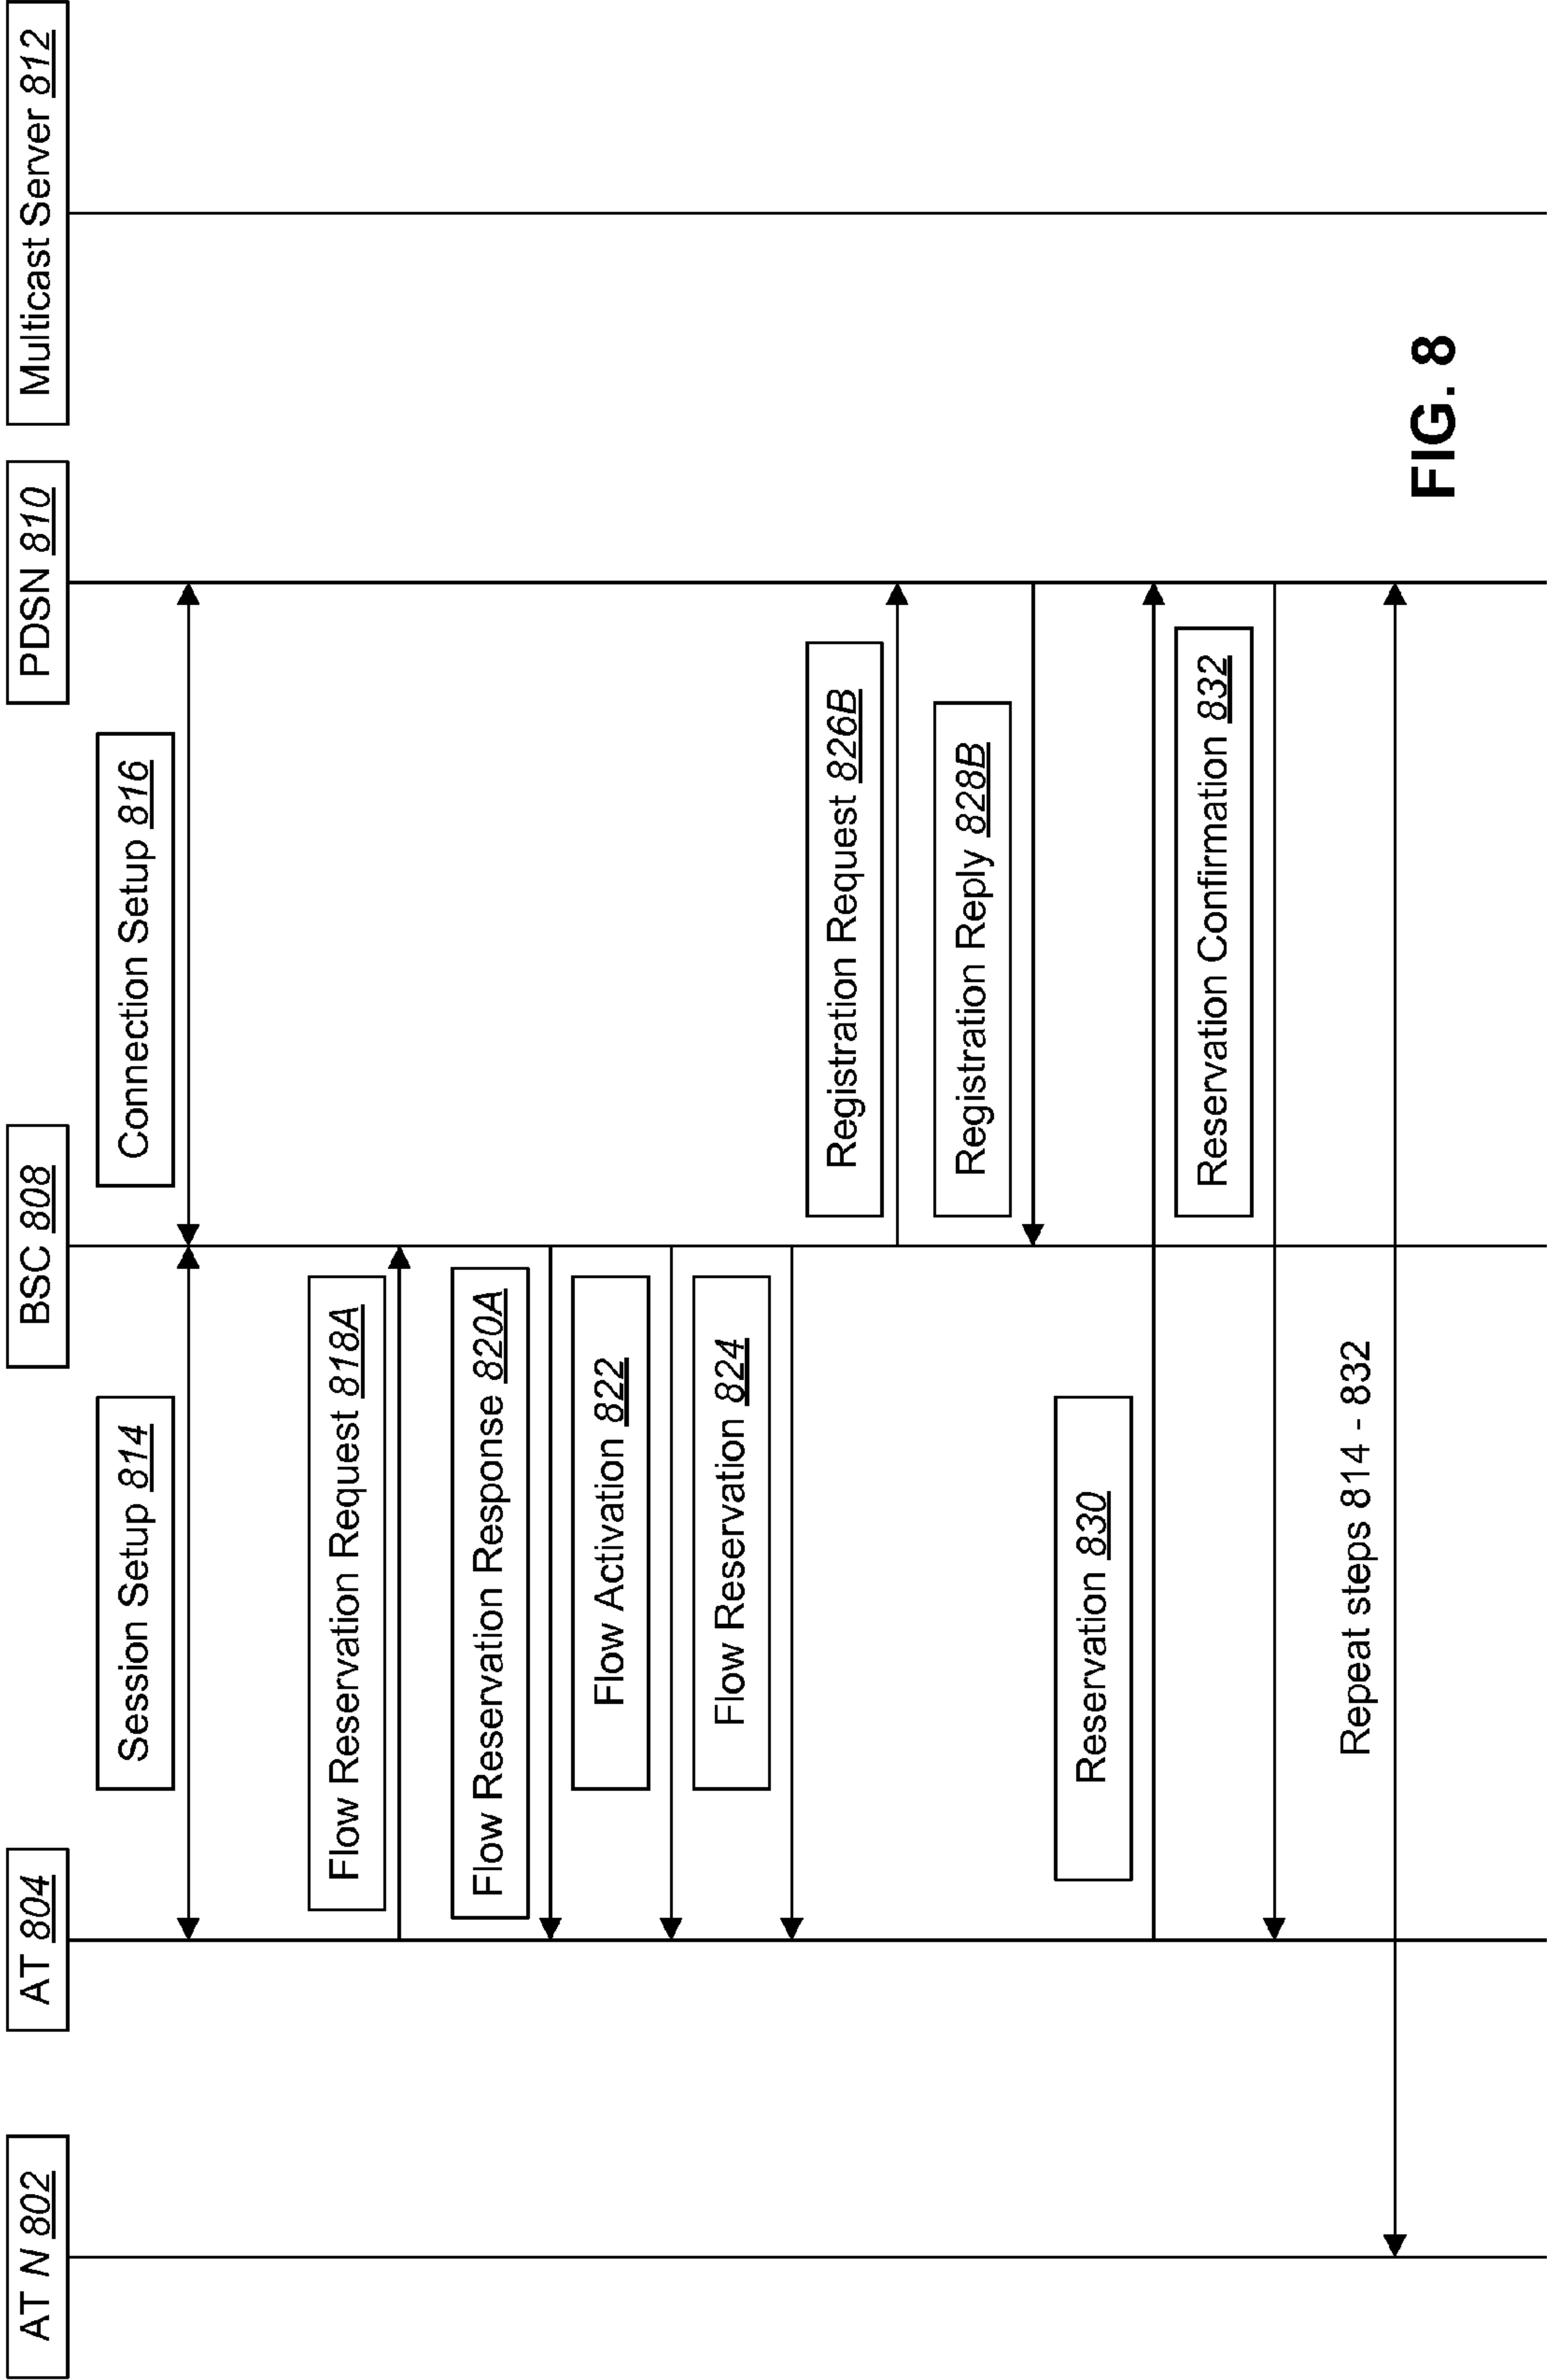 AT N 802
AT 804
BSC 808
PDSN 810
Multicast Server 812
Session Setup 814
Connection Setup 816
Flow Reservation Request 818A
Flow Reservation Response 820A
Flow Activation 822
Flow Reservation 824
Registration Request 826B
Registration Reply 828B
Reservation 830
Reservation Confirmation 832
Repeat steps 814 - 832
FIG. 8